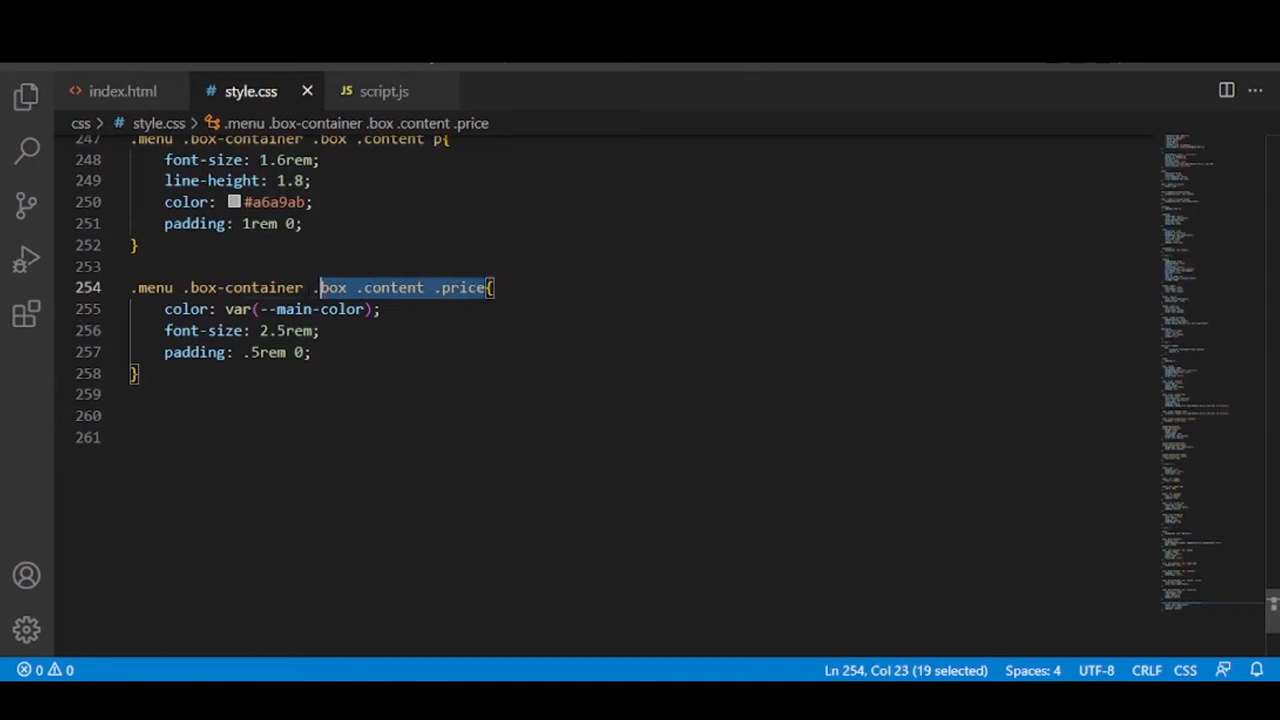 index.html
style.css
script.js
css > style.css > .menu .box-container .box .content .price
247 .menu .box-container .box .content p{
248 font-size: 1.6rem;
249 line-height: 1.8;
250 color: #a6a9ab;
251 padding: 1rem 0;
252 }
253
254 .menu .box-container .box .content .price{
255 color: var(--main-color);
256 font-size: 2.5rem;
257 padding: .5rem 0;
258 }
259
260
261
0 0 Ln 254, Col 23 (19 selected) Spaces: 4 UTF-8 CRLF CSS